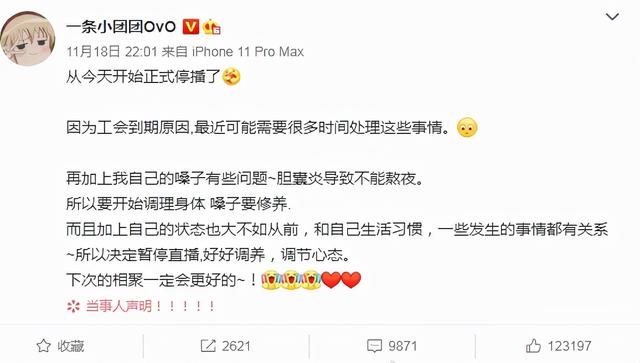 一条小团团OvO
11月18日 22:01 来自 iPhone 11 Pro Max
从今天开始正式停播了
因为工会到期原因,最近可能需要很多时间处理这些事情。
再加上我自己的嗓子有些问题~胆囊炎导致不能熬夜。
所以要开始调理身体 嗓子要修养.
而且加上自己的状态也大不如从前，和自己生活习惯，一些发生的事情都有关系
~所以决定暂停直播,好好调养，调节心态。
下次的相聚一定会更好的~！
当事人声明！！！！！
收藏 2621 9871 123197